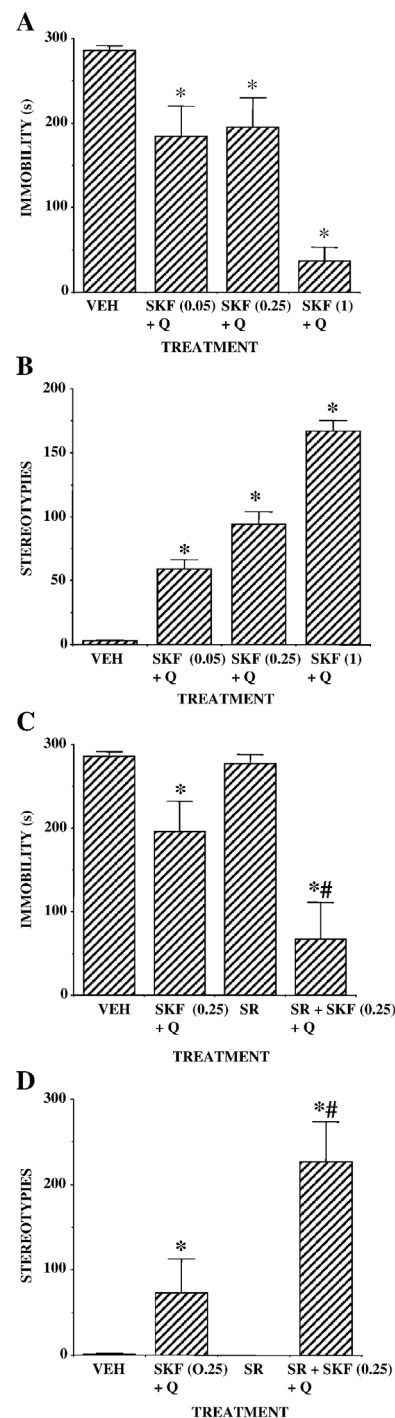 A
IMMOBILITY (s)
300
200
100
0
*
*
*
VEH SKF (0.05) SKF (0.25) SKF (1)
+ Q + Q + Q
TREATMENT
B
STEREOTYPIES
200
150
100
50
0
*
*
*
VEH SKF (0.05) SKF (0.25) SKF (1)
+ Q + Q + Q
TREATMENT
C
IMMOBILITY (s)
300
200
100
0
*
*#
VEH SKF (0.25) SR SR + SKF (0.25)
+ Q + Q
TREATMENT
D
STEREOTYPIES
300
200
100
0
*
*#
VEH SKF (O.25) SR SR + SKF (0.25)
+ Q + Q
TREATMENT